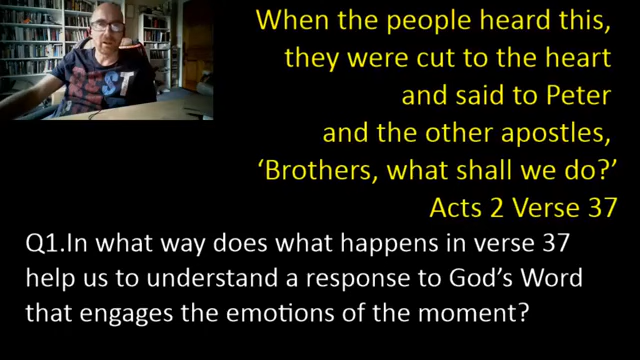 When the people heard this,
they were cut to the heart
and said to Peter
and the other apostles,
‘Brothers, what shall we do?’
Acts 2 Verse 37
Q1.In what way does what happens in verse 37
help us to understand a response to God’s Word
that engages the emotions of the moment?